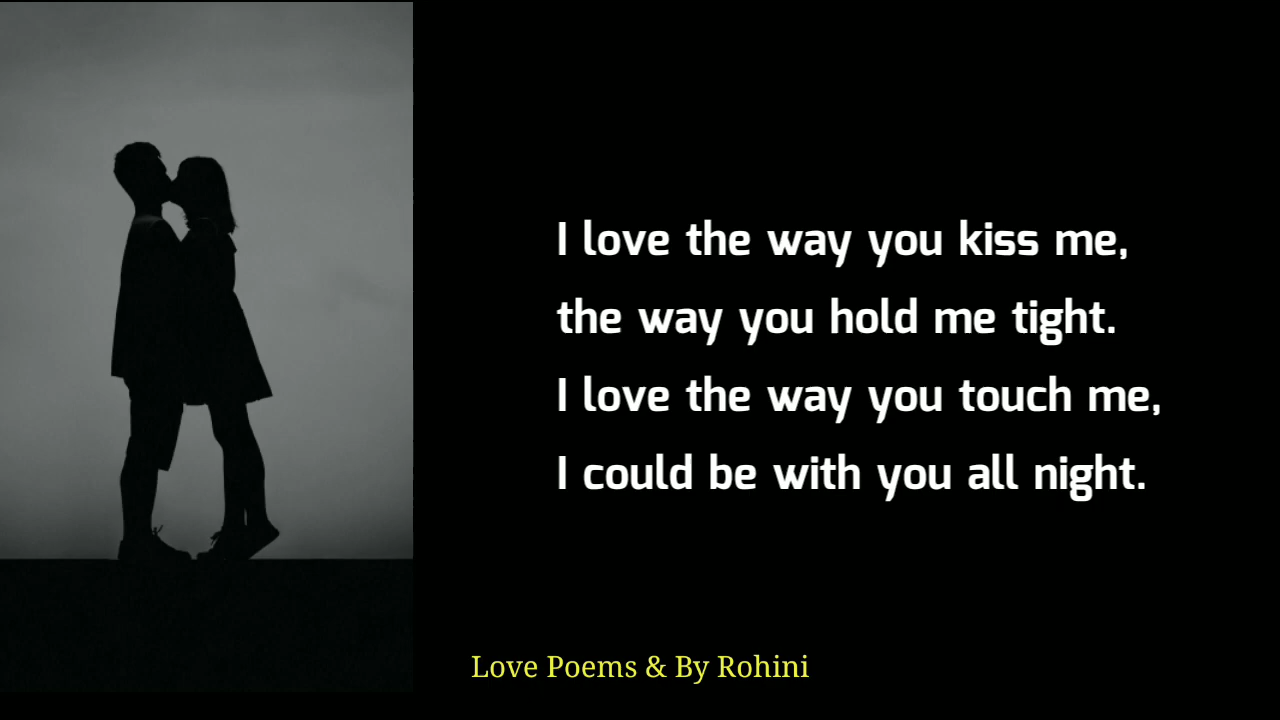 I love the way you kiss me,
the way you hold me tight.
I love the way you touch me,
I could be with you all night.
Love Poems & By Rohini